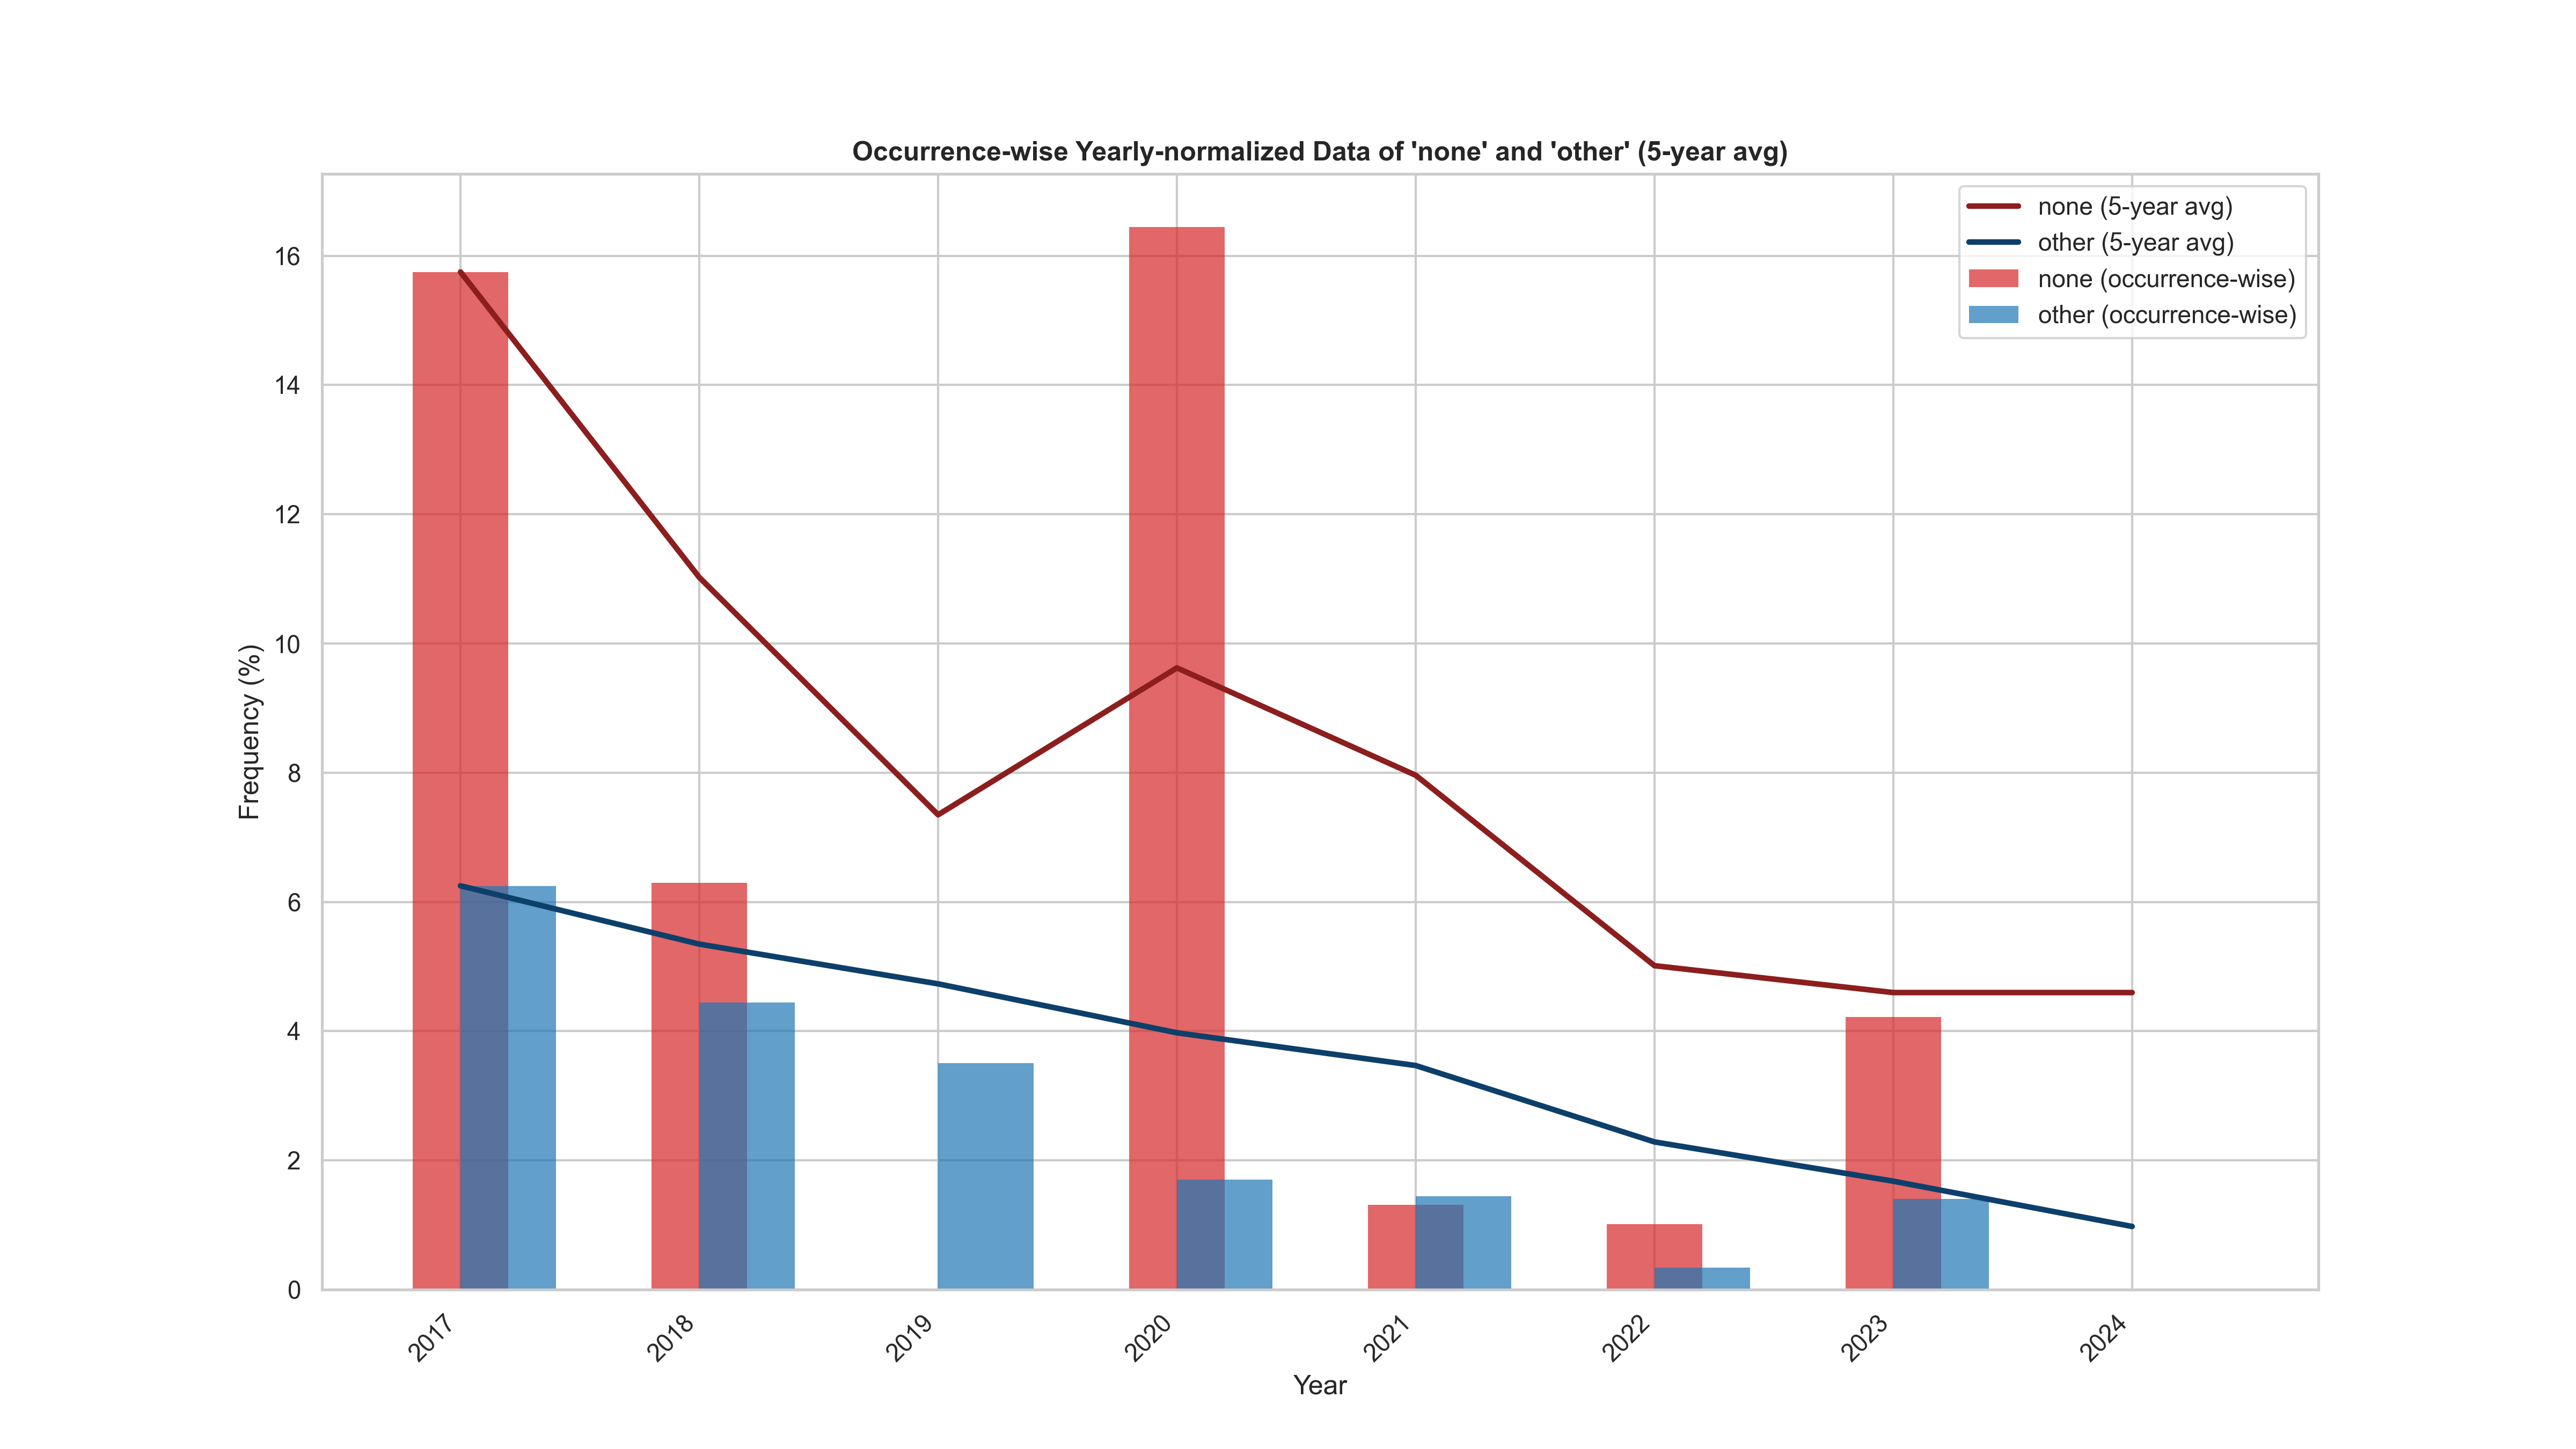 Occurrence-wise Yearly-normalized Data of 'none' and 'other' (5-year avg)
none (5-year avg)
other (5-year avg)
none (occurrence-wise)
other (occurrence-wise)
Frequency (%)
16
14
12
10
8
6
4
2
0
2017
2018
2019
2020
2021
2022
2023
2024
Year